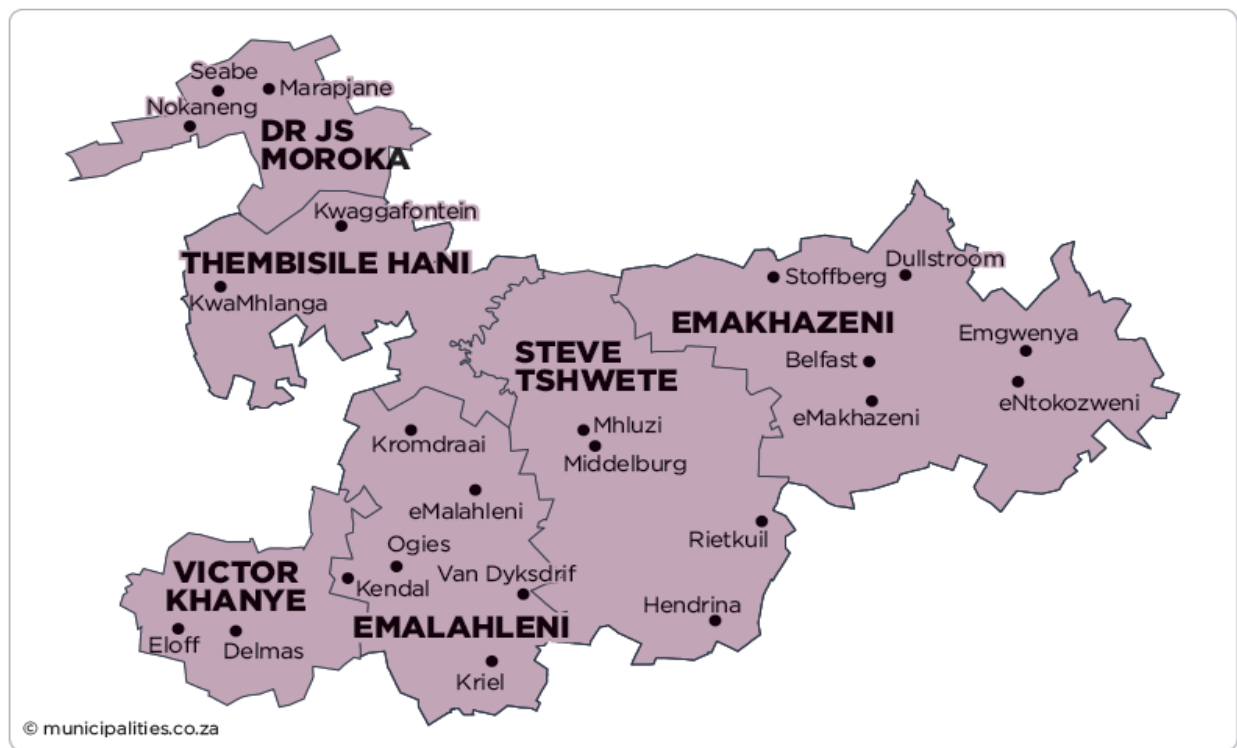 Seabe
Marapjane
Nokaneng
DR JS
MOROKA
Kwaggafontein
THEMBISILE HANI
KwaMhlanga
Dullstroom
Stoffberg
EMAKHAZENI
Emgwenya
Belfast
eNtokozweni
eMakhazeni
STEVE
TSHWETE
Mhluzi
Middelburg
Kromdraai
eMalahleni
Rietkuil
Ogies
Van Dyksdrif
Kendal
Hendrina
EMALAHLENI
Kriel
VICTOR
KHANYE
Eloff
Delmas
© municipalities.co.za